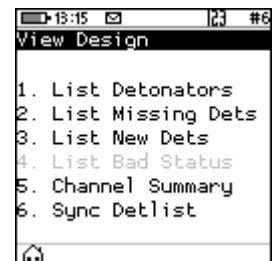 13:15 123 #6
View Design
1. List Detonators
2. List Missing Dets
3. List New Dets
4. List Bad Status
5. Channel Summary
6. Sync Detlist